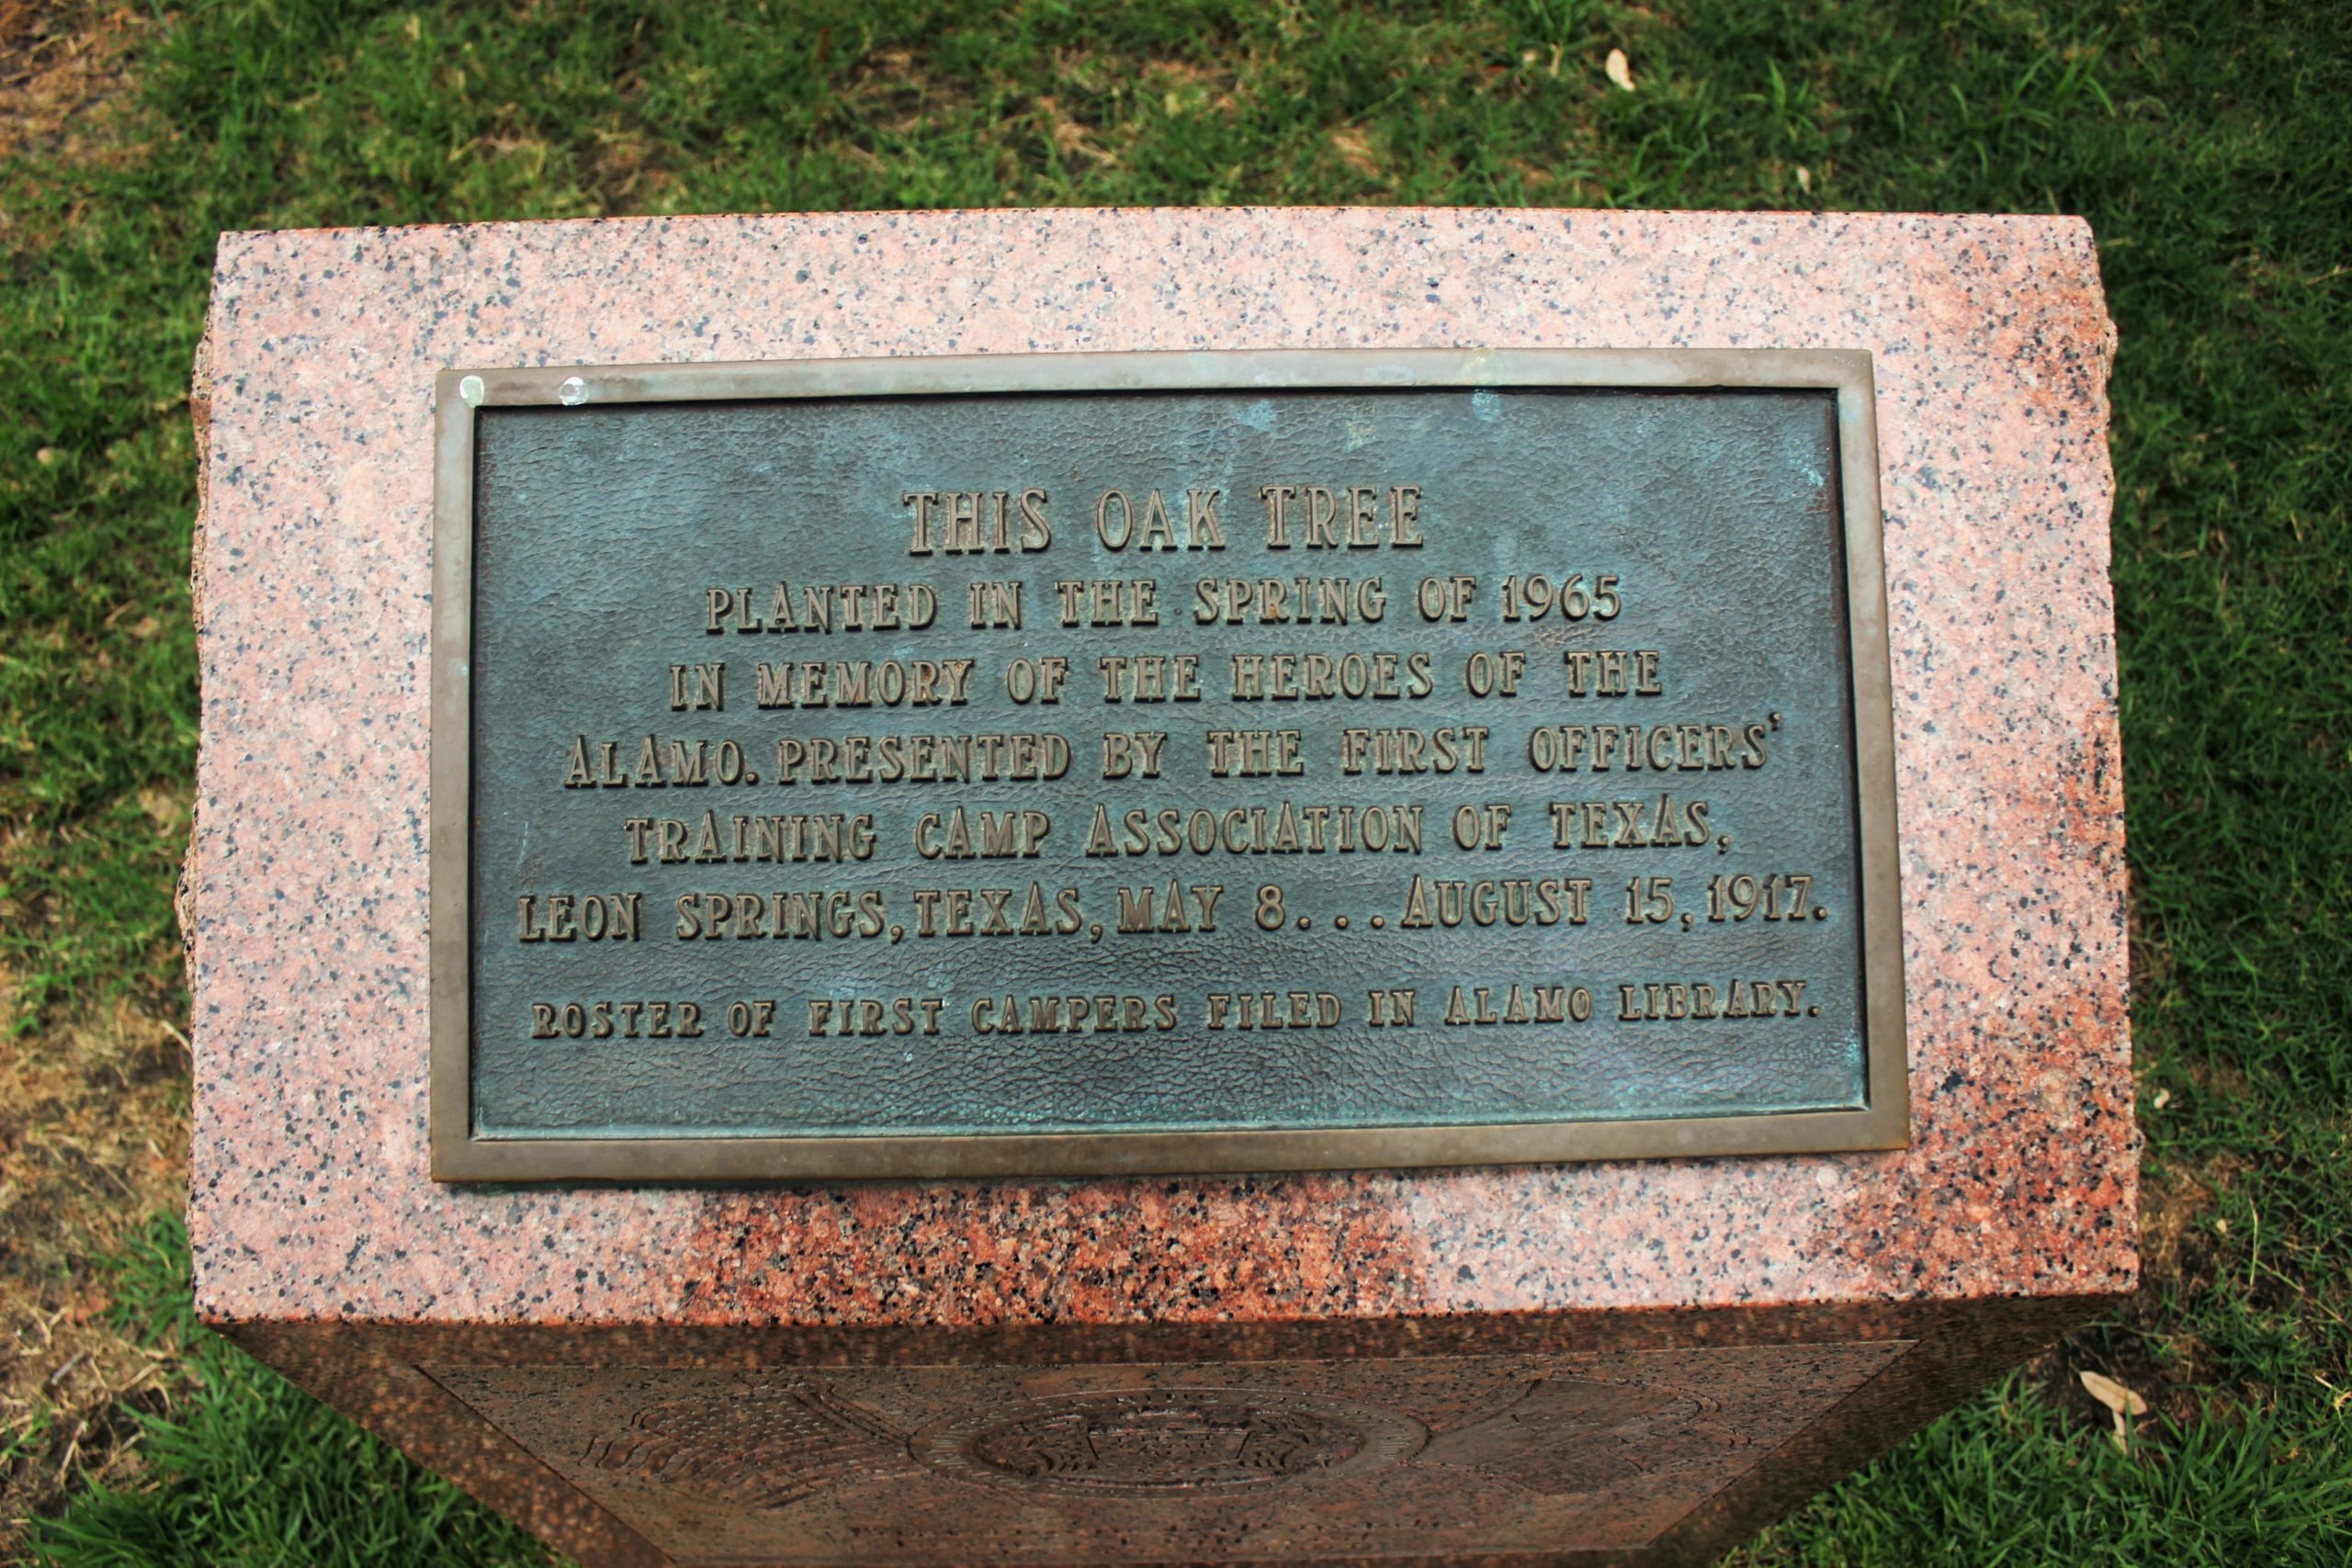 THIS OAK TREE
PLANTED IN THE SPRING OF 1965
IN MEMORY OF THE HEROES OF THE
ALAMO. PRESENTED BY THE FIRST OFFICERS'
TRAINING CAMP ASSOCIATION OF TEXAS,
LEON SPRINGS, TEXAS, MAY 8... AUGUST 15, 1917.
ROSTER OF FIRST CAMPERS FILED IN ALAMO LIBRARY.